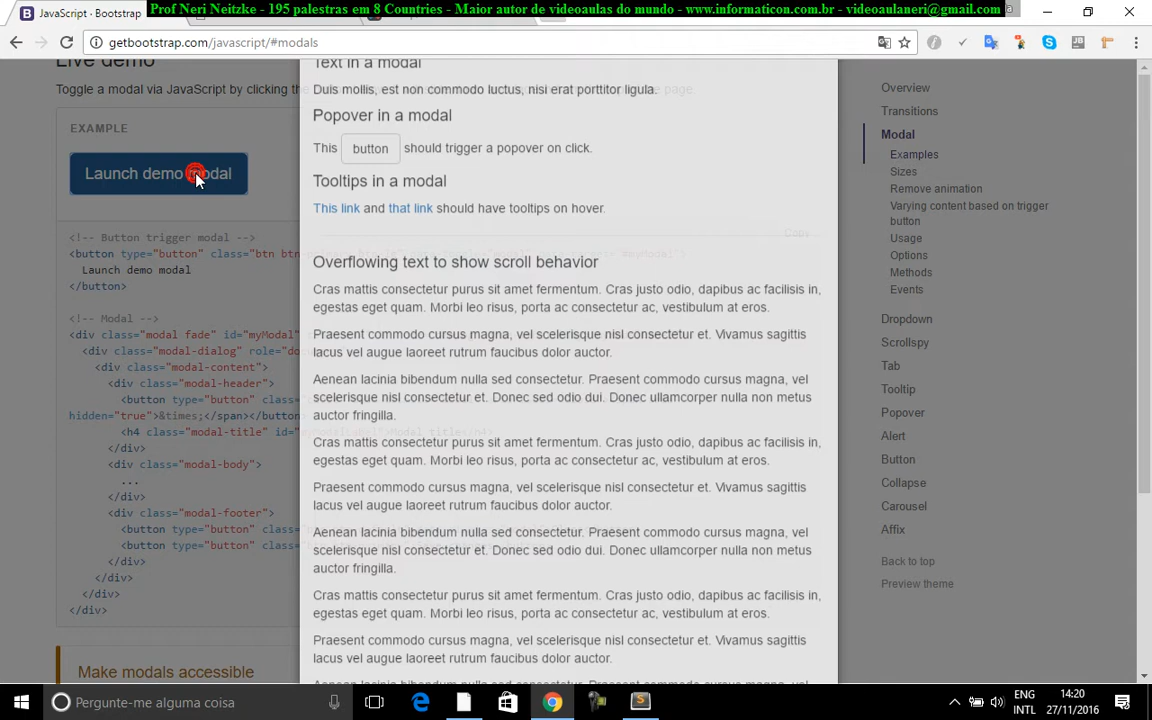 JavaScript · Bootstrap
Prof Neri Neitzke - 195 palestras em 8 Countries - Maior autor de videoaulas do mundo - www.informaticon.com.br - videoaulaneri@gmail.com
getbootstrap.com/javascript/#modals
Live demo
Toggle a modal via JavaScript by clicking the
page.
EXAMPLE
Launch demo modal
<!-- Button trigger modal -->
<button type="button" class="btn btn
Launch demo modal
</button>
<!-- Modal -->
<div class="modal fade" id="myModal
<div class="modal-dialog" role="do
<div class="modal-content">
<div class="modal-header">
<button type="button" class=
hidden="true">&times;</span></button>
<h4 class="modal-title" id="myModalLabel">Modal title</h4>
</div>
<div class="modal-body">
...
</div>
<div class="modal-footer">
<button type="button" class=
<button type="button" class=
</div>
</div>
</div>
</div>
Make modals accessible
Text in a modal
Duis mollis, est non commodo luctus, nisi erat porttitor ligula.
Popover in a modal
This button should trigger a popover on click.
Tooltips in a modal
This link and that link should have tooltips on hover.
Copy
Overflowing text to show scroll behavior
Cras mattis consectetur purus sit amet fermentum. Cras justo odio, dapibus ac facilisis in,
egestas eget quam. Morbi leo risus, porta ac consectetur ac, vestibulum at eros.
Praesent commodo cursus magna, vel scelerisque nisl consectetur et. Vivamus sagittis
lacus vel augue laoreet rutrum faucibus dolor auctor.
Aenean lacinia bibendum nulla sed consectetur. Praesent commodo cursus magna, vel
scelerisque nisl consectetur et. Donec sed odio dui. Donec ullamcorper nulla non metus
auctor fringilla.
Cras mattis consectetur purus sit amet fermentum. Cras justo odio, dapibus ac facilisis in,
egestas eget quam. Morbi leo risus, porta ac consectetur ac, vestibulum at eros.
Praesent commodo cursus magna, vel scelerisque nisl consectetur et. Vivamus sagittis
lacus vel augue laoreet rutrum faucibus dolor auctor.
Aenean lacinia bibendum nulla sed consectetur. Praesent commodo cursus magna, vel
scelerisque nisl consectetur et. Donec sed odio dui. Donec ullamcorper nulla non metus
auctor fringilla.
Cras mattis consectetur purus sit amet fermentum. Cras justo odio, dapibus ac facilisis in,
egestas eget quam. Morbi leo risus, porta ac consectetur ac, vestibulum at eros.
Praesent commodo cursus magna, vel scelerisque nisl consectetur et. Vivamus sagittis
lacus vel augue laoreet rutrum faucibus dolor auctor.
Overview
Transitions
Modal
Examples
Sizes
Remove animation
Varying content based on trigger
button
Usage
Options
Methods
Events
Dropdown
Scrollspy
Tab
Tooltip
Popover
Alert
Button
Collapse
Carousel
Affix
Back to top
Preview theme
Pergunte-me alguma coisa
ENG
INTL
14:20
27/11/2016